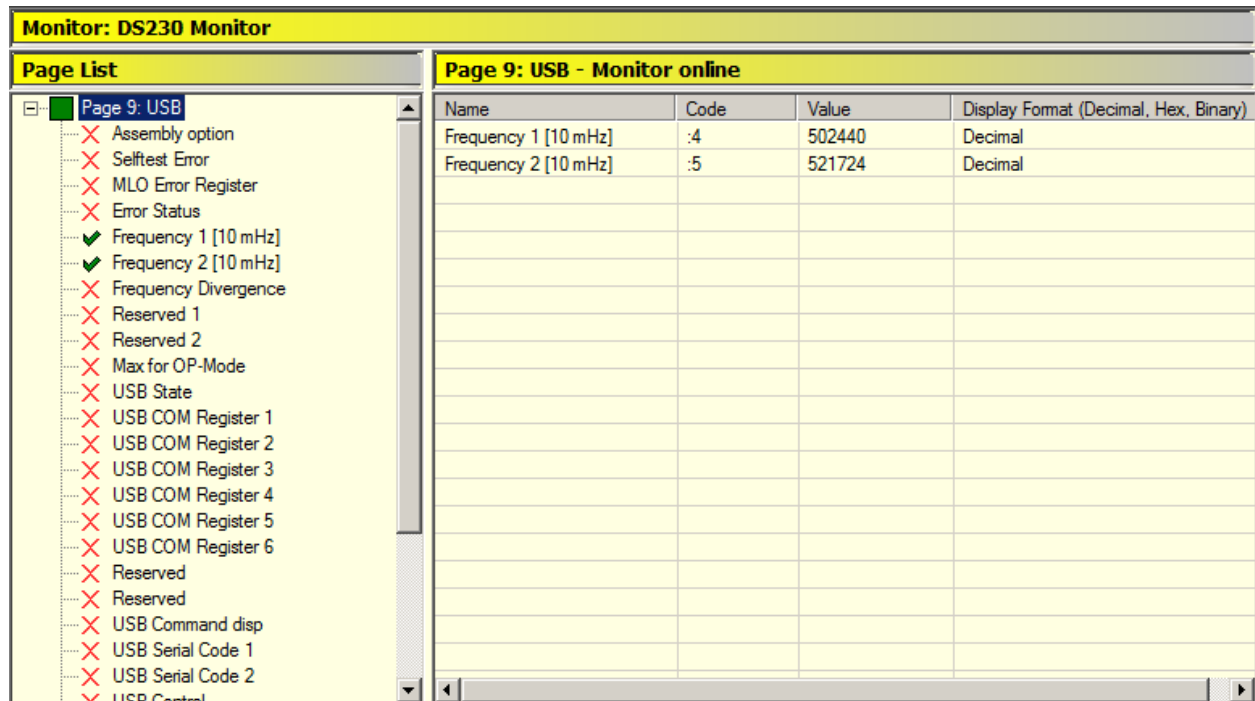 Monitor: DS230 Monitor
Page List
Page 9: USB
Assembly option
Selftest Error
MLO Error Register
Error Status
Frequency 1 [10 mHz]
Frequency 2 [10 mHz]
Frequency Divergence
Reserved 1
Reserved 2
Max for OP-Mode
USB State
USB COM Register 1
USB COM Register 2
USB COM Register 3
USB COM Register 4
USB COM Register 5
USB COM Register 6
Reserved
Reserved
USB Command disp
USB Serial Code 1
USB Serial Code 2
USB Control
Page 9: USB - Monitor online
Name Code Value Display Format (Decimal, Hex, Binary)
Frequency 1 [10 mHz] :4 502440 Decimal
Frequency 2 [10 mHz] :5 521724 Decimal